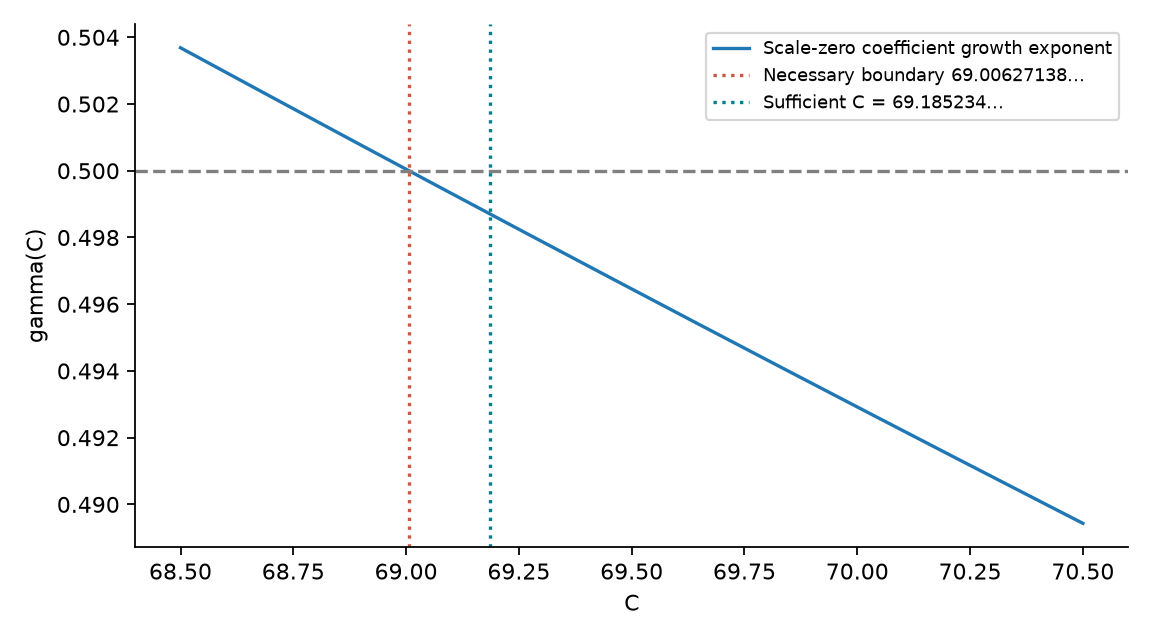 0.504
0.502
0.500
0.498
0.496
0.494
0.492
0.490
gamma(C)
Scale-zero coefficient growth exponent
Necessary boundary 69.00627138...
Sufficient C = 69.185234...
68.50 68.75 69.00 69.25 69.50 69.75 70.00 70.25 70.50
C